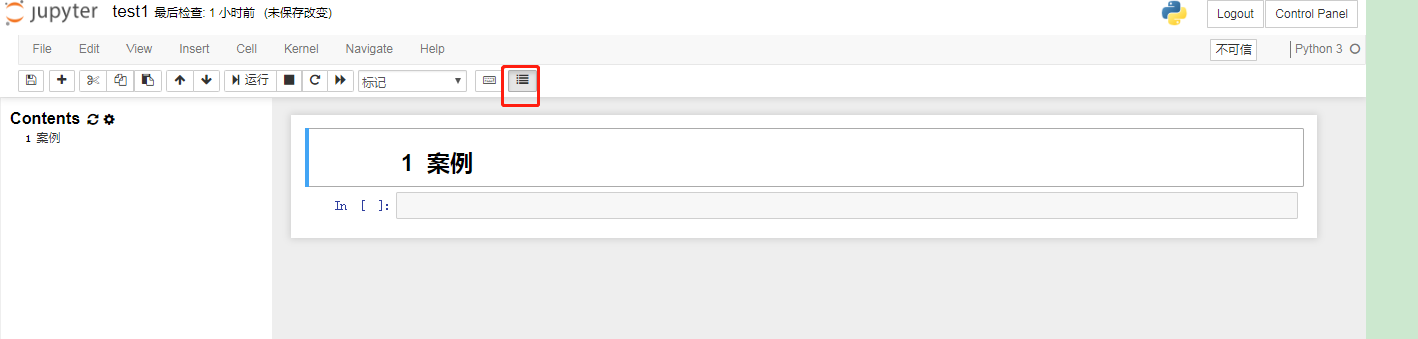 jupyter test1 最后检查: 1 小时前 (未保存改变) Logout Control Panel
File Edit View Insert Cell Kernel Navigate Help 不可信 Python 3
运行 标记
Contents
1 案例
1 案例
In [ ]: